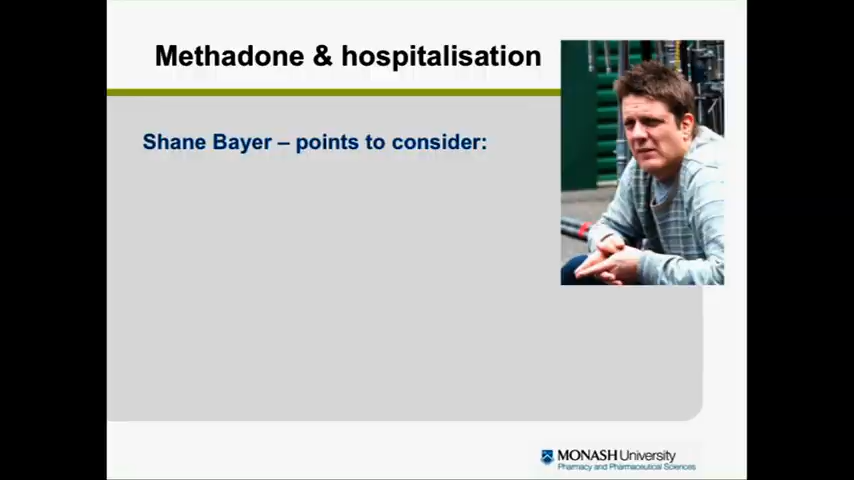 Methadone & hospitalisation
Shane Bayer – points to consider:
MONASH University
Pharmacy and Pharmaceutical Sciences